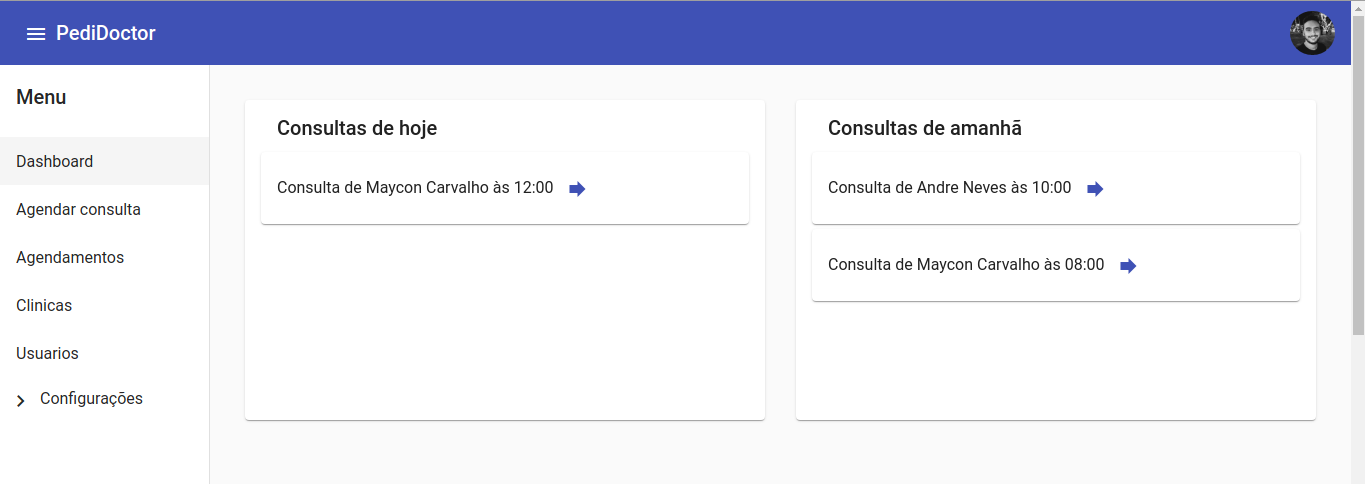 PediDoctor
Menu
Dashboard
Agendar consulta
Agendamentos
Clinicas
Usuarios
Configurações
Consultas de hoje
Consulta de Maycon Carvalho às 12:00
Consultas de amanhã
Consulta de Andre Neves às 10:00
Consulta de Maycon Carvalho às 08:00